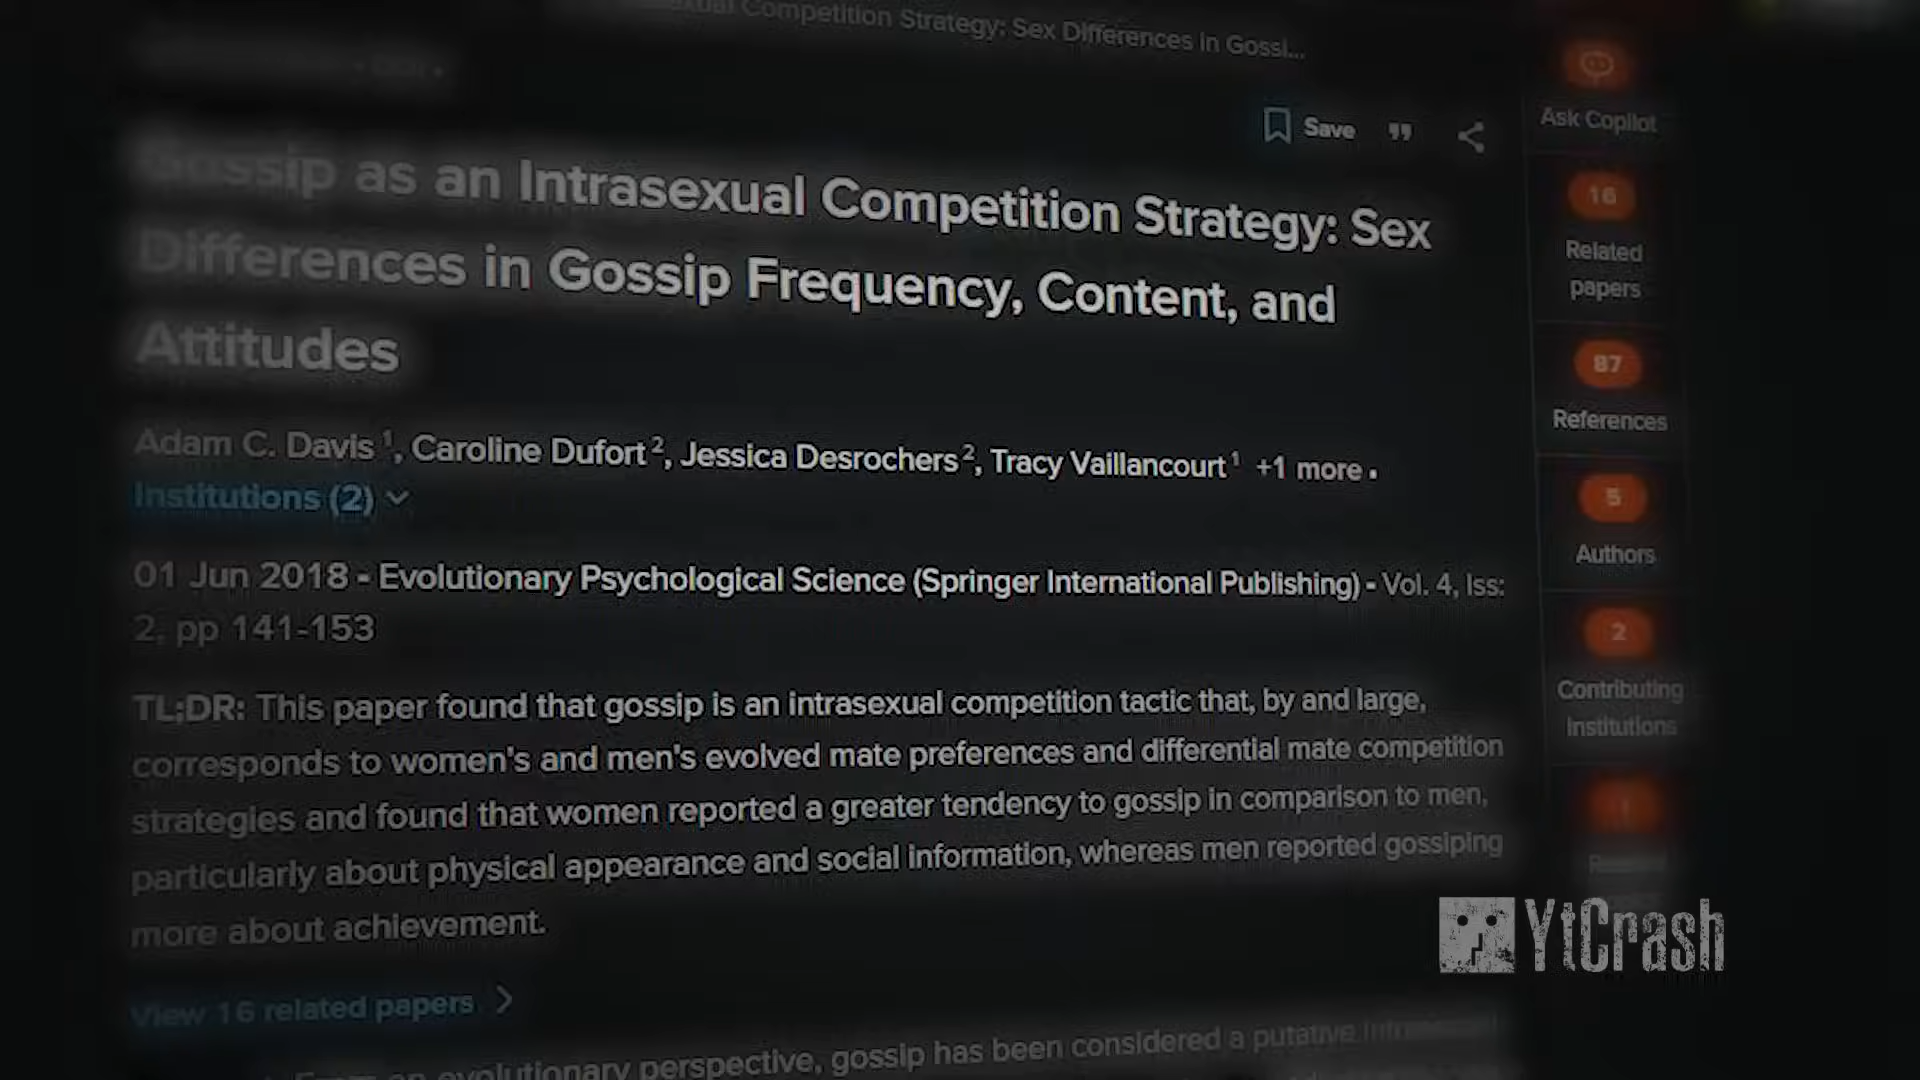 Competition Strategy: Sex Differences in Gossi...
Save
Gossip as an Intrasexual Competition Strategy: Sex
Differences in Gossip Frequency, Content, and
Attitudes
Adam C. Davis 1, Caroline Dufort 2, Jessica Desrochers 2, Tracy Vaillancourt 1 +1 more •
Institutions (2)
01 Jun 2018 - Evolutionary Psychological Science (Springer International Publishing) - Vol. 4, Iss:
2, pp 141-153
TL;DR: This paper found that gossip is an intrasexual competition tactic that, by and large,
corresponds to women's and men's evolved mate preferences and differential mate competition
strategies and found that women reported a greater tendency to gossip in comparison to men,
particularly about physical appearance and social information, whereas men reported gossiping
more about achievement.
View 16 related papers
an evolutionary perspective, gossip has been considered a putative
Ask Copilot
16
Related
papers
87
References
5
Authors
2
Contributing
Institutions
YtCrash